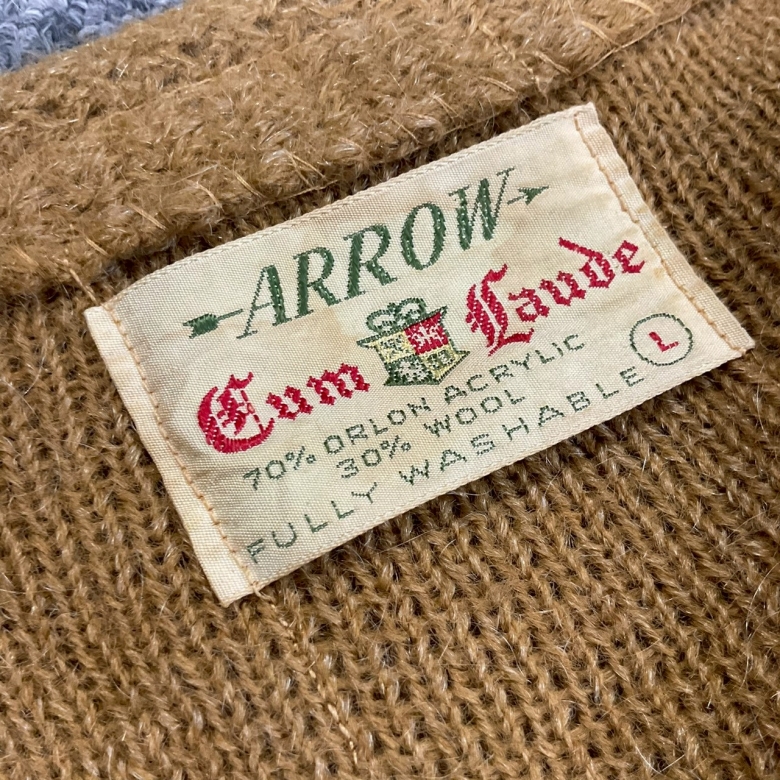 ARROW
Cum Laude
70% ORLON ACRYLIC
30% WOOL
FULLY WASHABLE
L